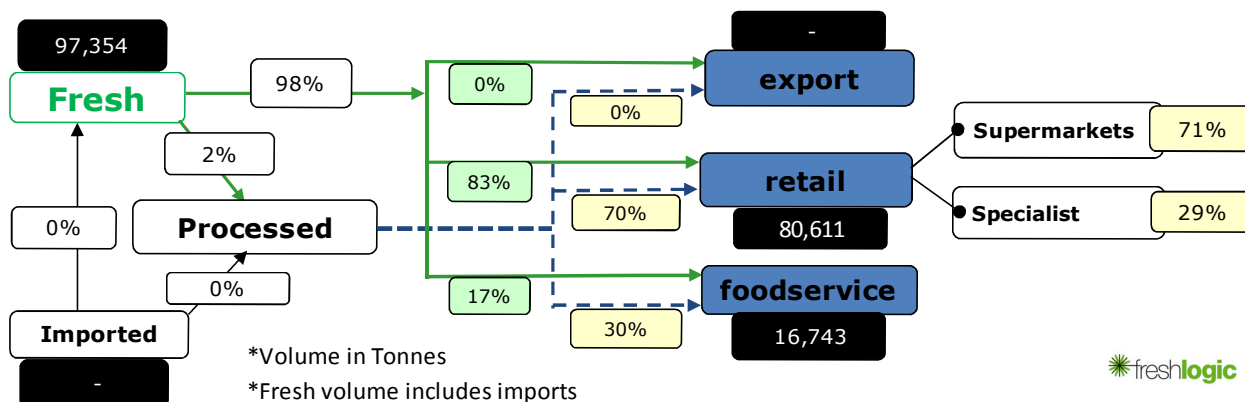 97,354
-
Fresh
98%
0%
export
0%
2%
Supermarkets
71%
83%
retail
0%
Processed
70%
80,611
Specialist
29%
0%
17%
foodservice
Imported
30%
16,743
-
*Volume in Tonnes
*Fresh volume includes imports
freshlogic